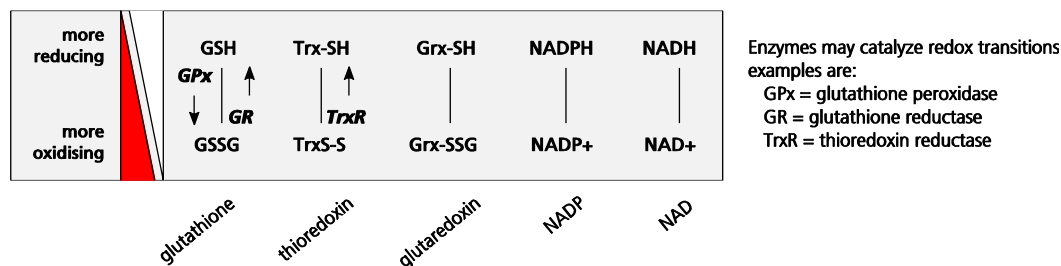 more
reducing
GSH
Trx-SH
Grx-SH
NADPH
NADH
GPx
GR
TrxR
more
oxidising
GSSG
TrxS-S
Grx-SSG
NADP+
NAD+
glutathione
thioredoxin
glutaredoxin
NADP
NAD
Enzymes may catalyze redox transitions
examples are:
GPx = glutathione peroxidase
GR = glutathione reductase
TrxR = thioredoxin reductase